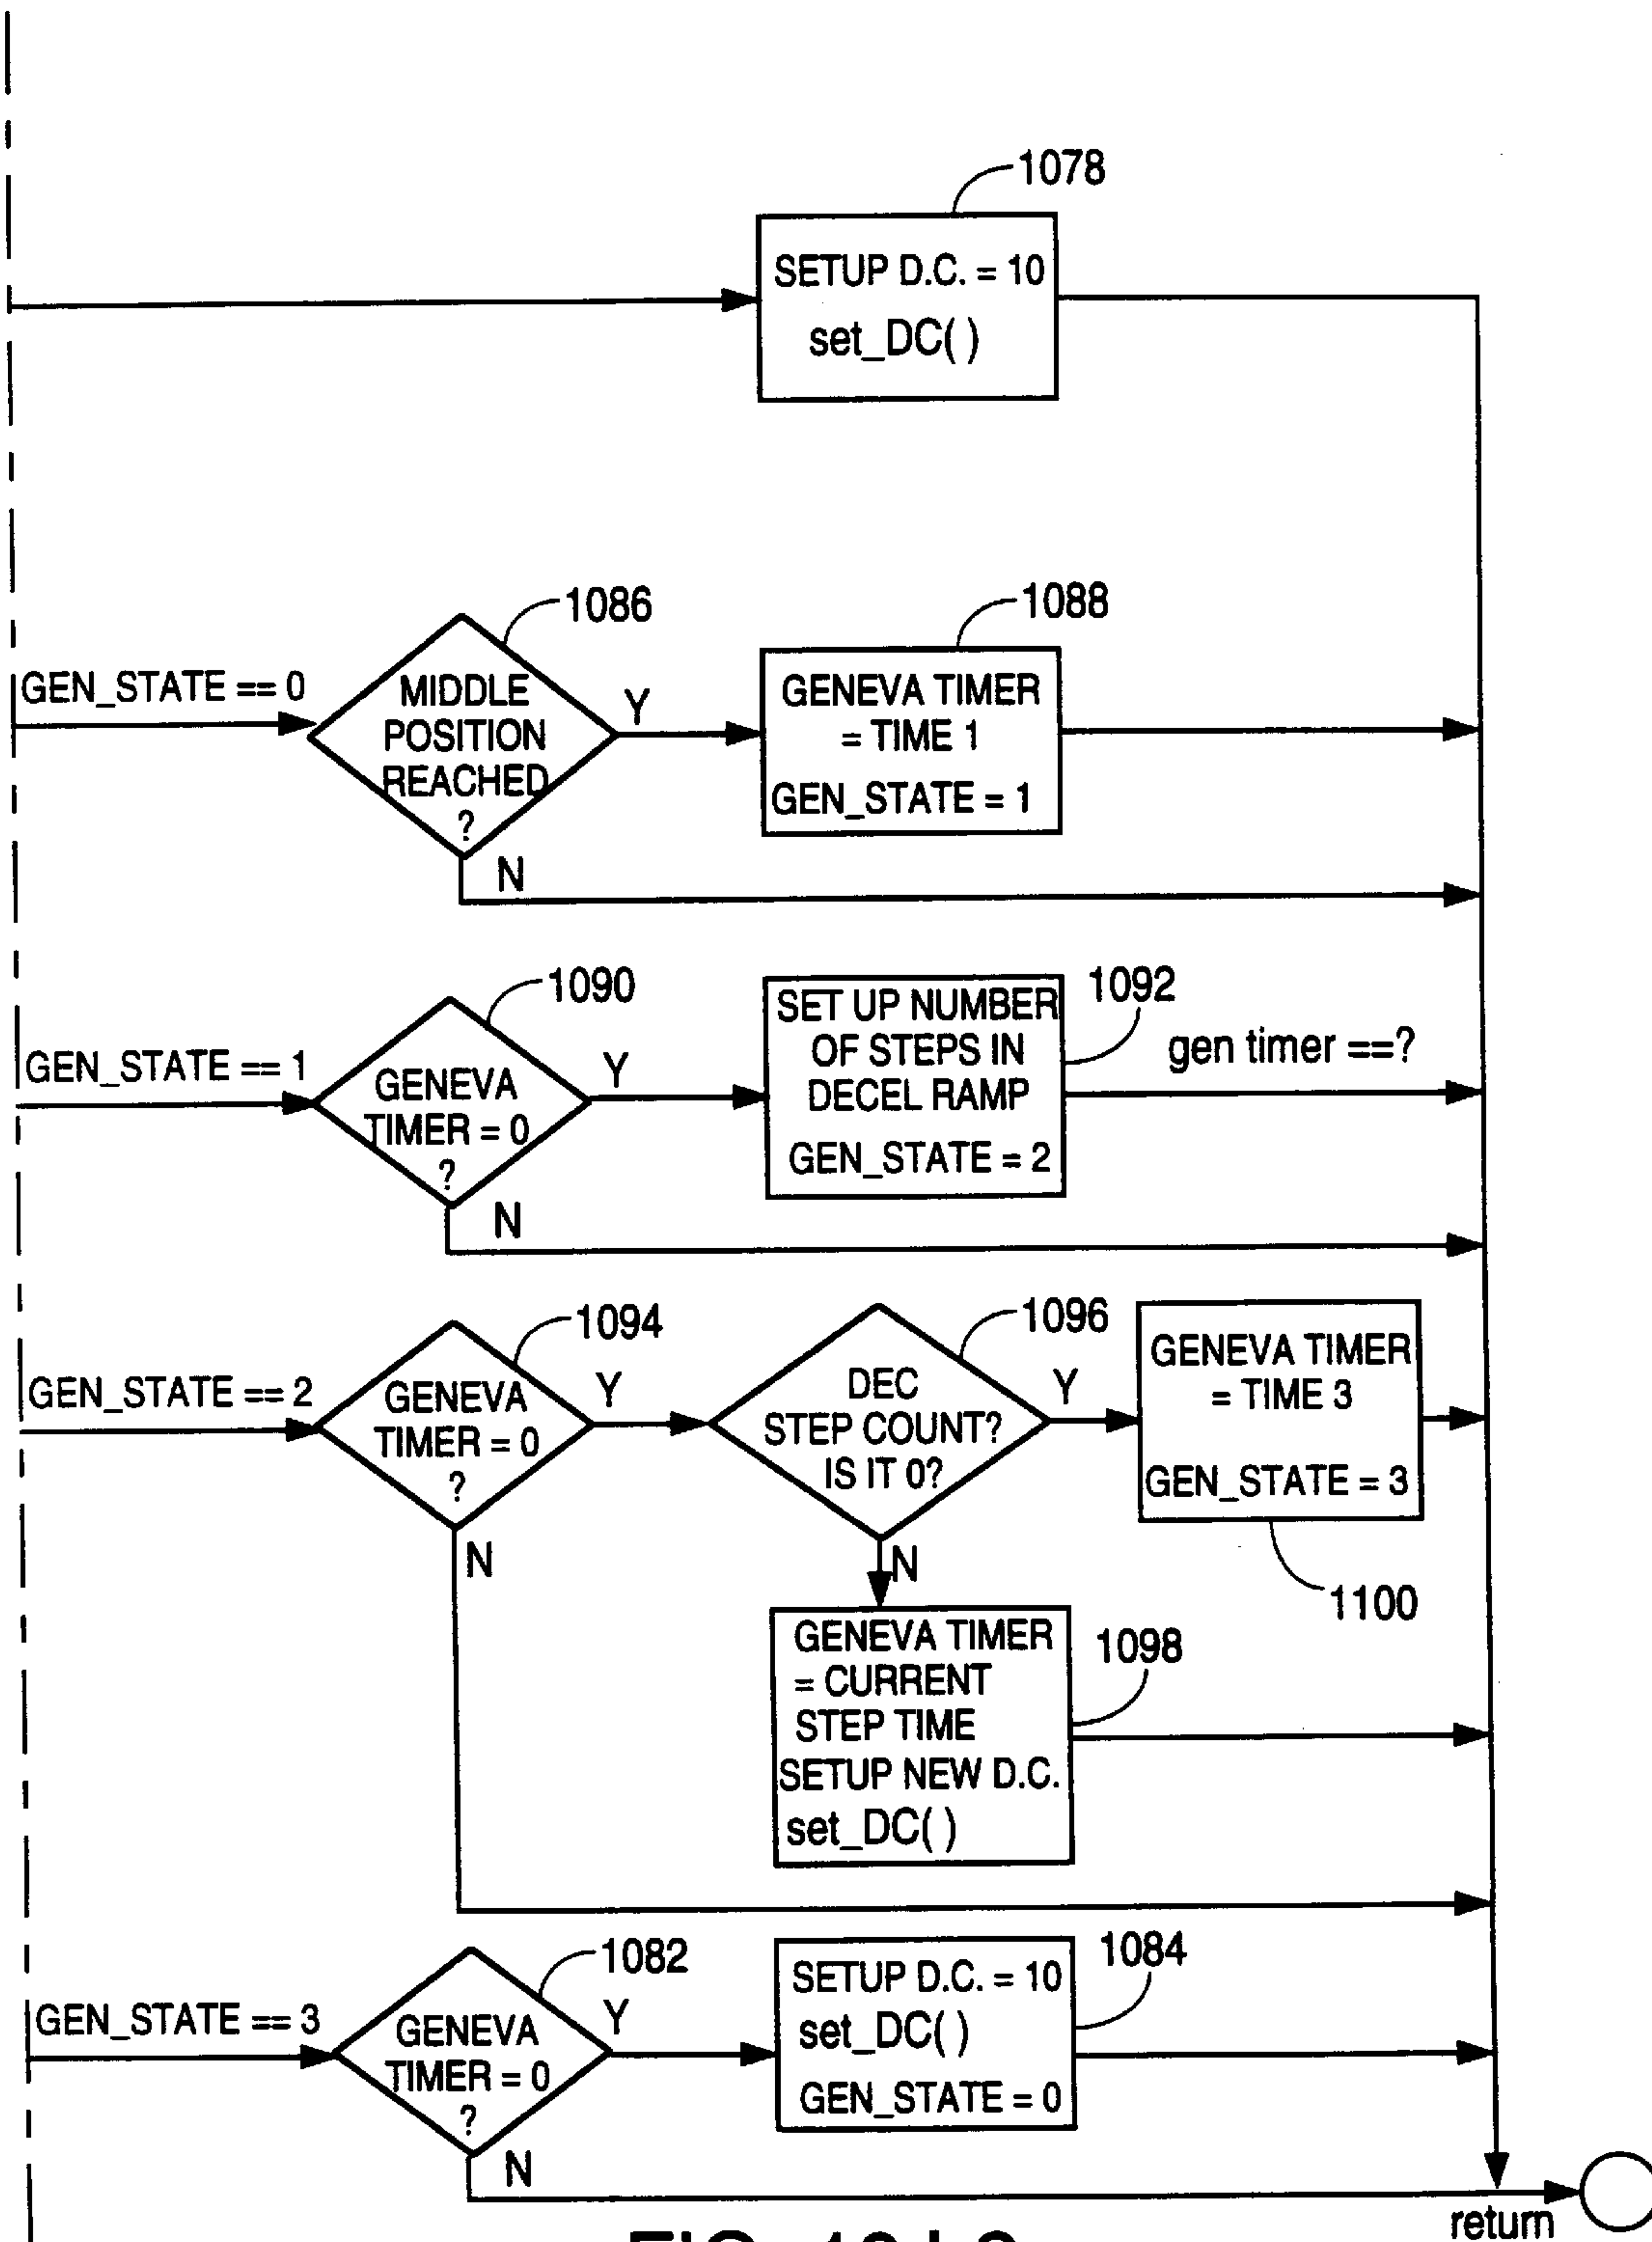 1078
SETUP D.C. = 10
set_DC( )
1086
1088
GEN_STATE == 0
MIDDLE
POSITION
REACHED
?
Y
GENEVA TIMER
= TIME 1
GEN_STATE = 1
N
1090
1092
GEN_STATE == 1
GENEVA
TIMER = 0
?
Y
SET UP NUMBER
OF STEPS IN
DECEL RAMP
GEN_STATE = 2
gen timer ==?
N
1094
1096
GEN_STATE == 2
GENEVA
TIMER = 0
?
Y
DEC
STEP COUNT?
IS IT 0?
Y
GENEVA TIMER
= TIME 3
GEN_STATE = 3
N
N
1100
GENEVA TIMER
= CURRENT
STEP TIME
SETUP NEW D.C.
set_DC( )
1098
1082
1084
GEN_STATE == 3
GENEVA
TIMER = 0
?
Y
SETUP D.C. = 10
set_DC( )
GEN_STATE = 0
N
return